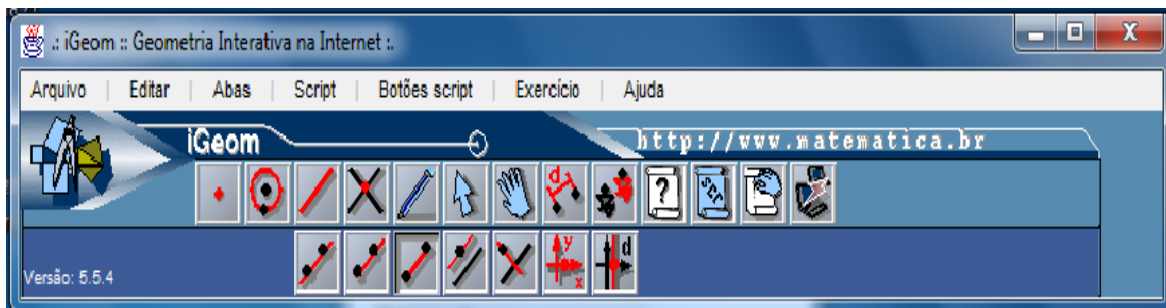 .: iGeom :: Geometria Interativa na Internet :.
Arquivo | Editar | Abas | Script | Botões script | Exercício | Ajuda
iGeom http://www.matematica.br
d ?
Versão: 5.5.4 y x d